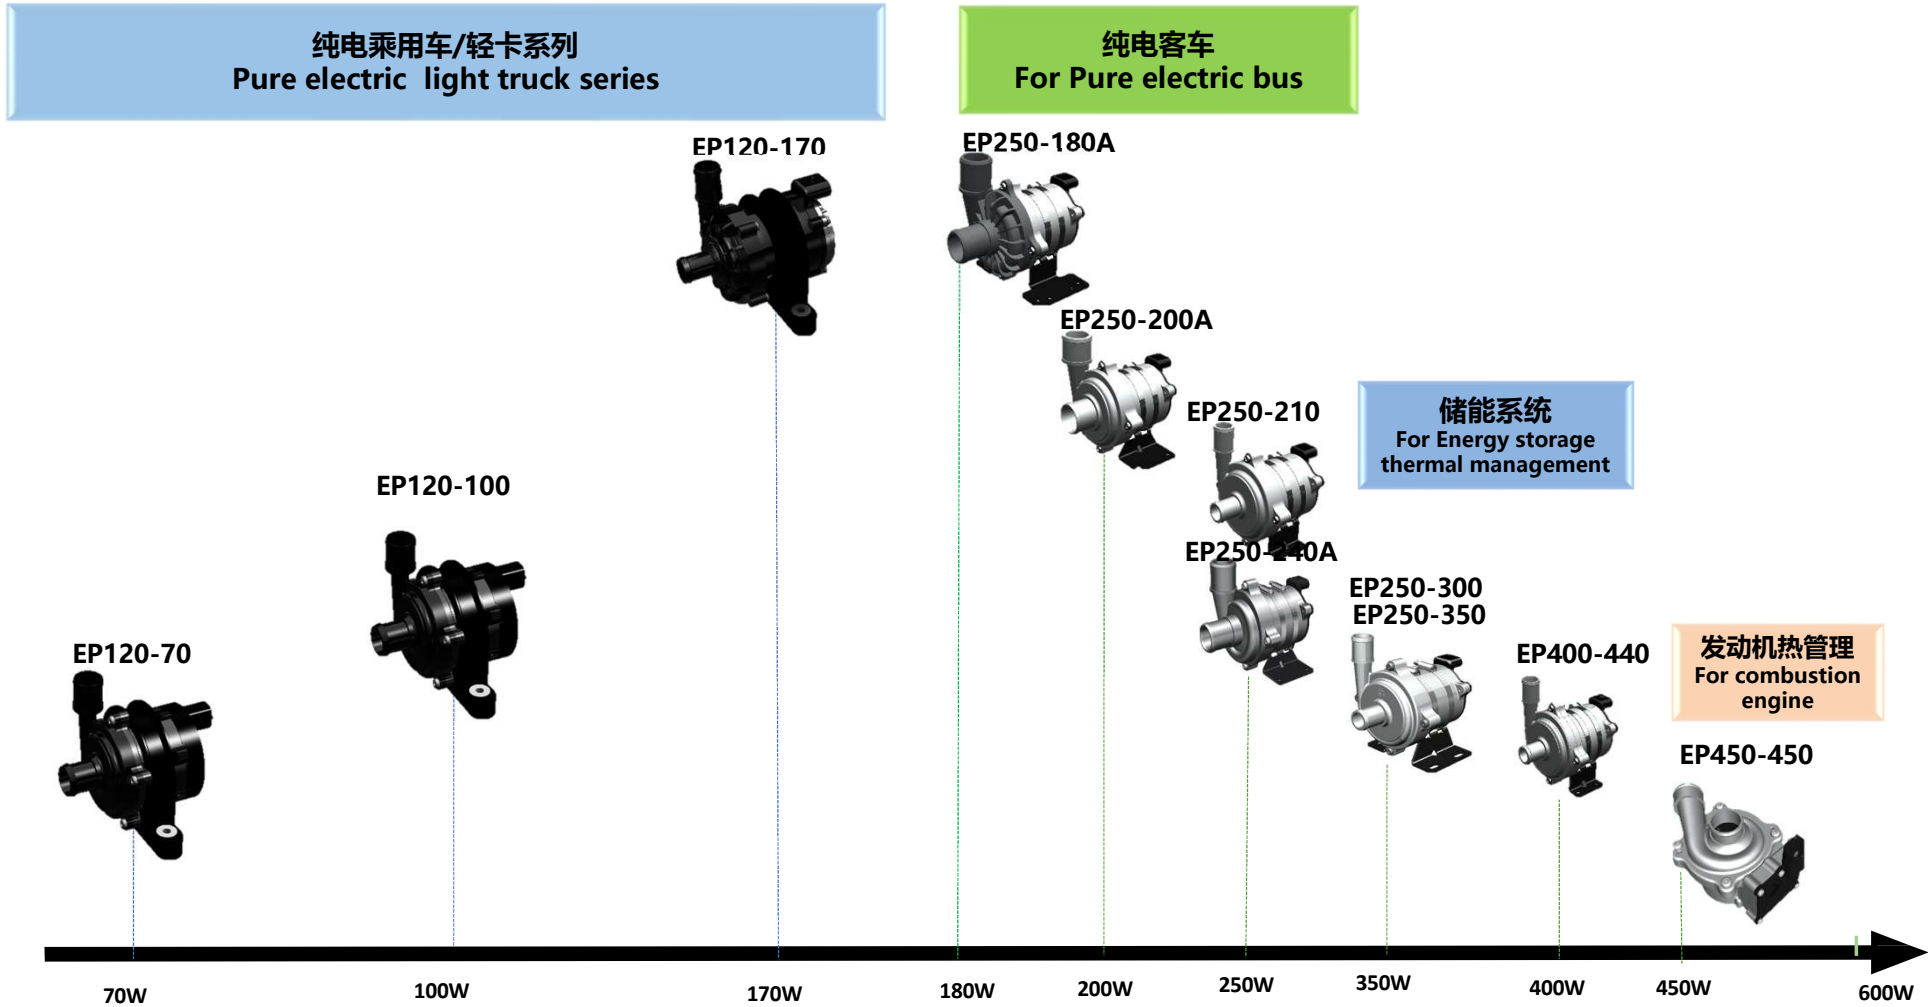 纯电乘用车/轻卡系列
Pure electric light truck series
纯电客车
For Pure electric bus
EP120-170
EP250-180A
EP250-200A
EP250-210
储能系统
For Energy storage
thermal management
EP120-100
EP250-240A
EP250-300
EP250-350
EP120-70
EP400-440
发动机热管理
For combustion
engine
EP450-450
70W
100W
170W
180W
200W
250W
350W
400W
450W
600W